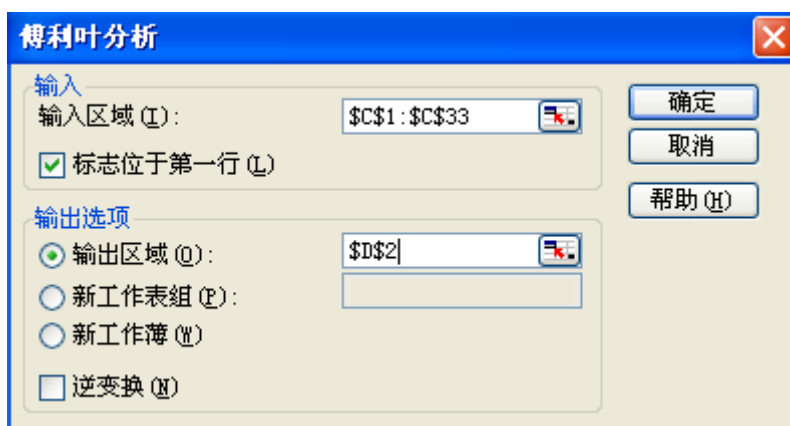 傅利叶分析
输入
输入区域(I):
$C$1:$C$33
标志位于第一行(L)
输出选项
输出区域(O):
$D$2
新工作表组(P):
新工作薄(W)
逆变换(N)
确定
取消
帮助(H)